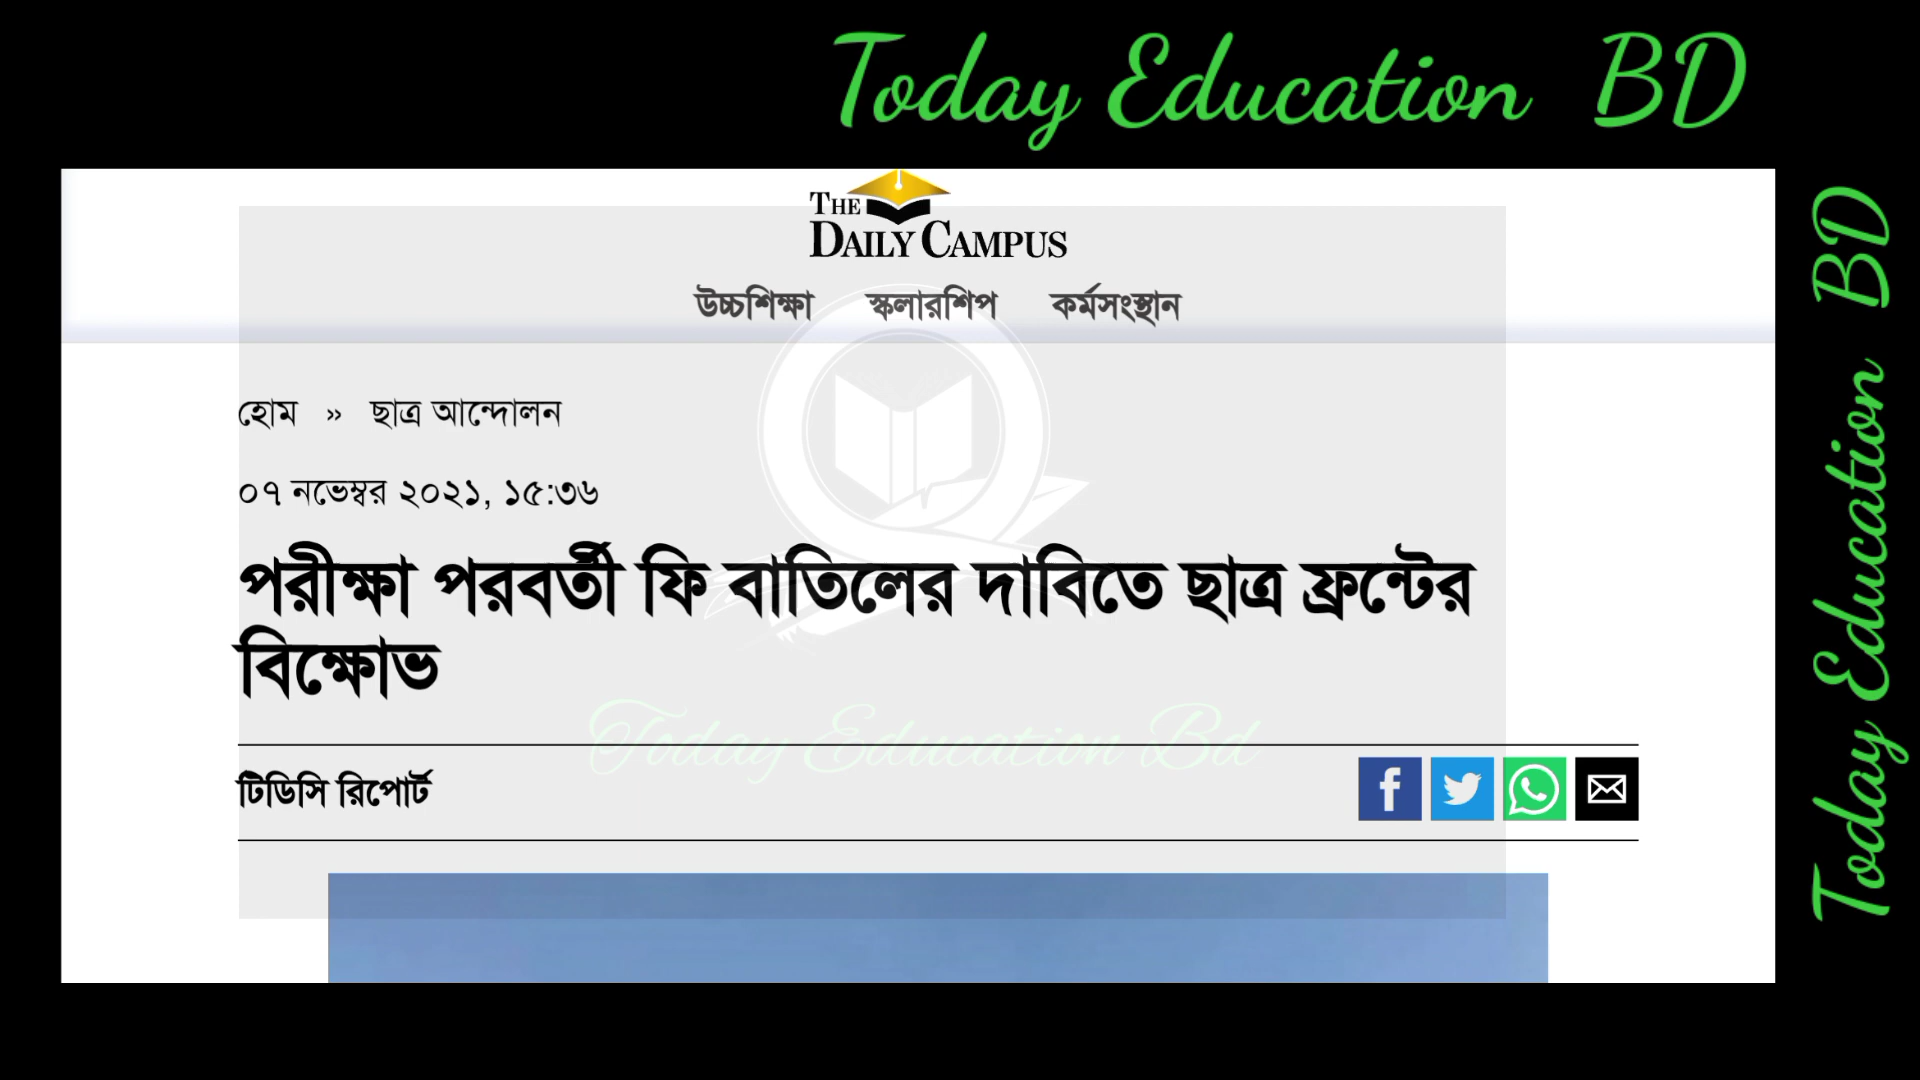 Today Education BD
THE
DAILY CAMPUS
উচ্চশিক্ষা স্কলারশিপ কর্মসংস্থান
হোম » ছাত্র আন্দোলন
০৭ নভেম্বর ২০২১, ১৫:৩৬
পরীক্ষা পরবর্তী ফি বাতিলের দাবিতে ছাত্র ফ্রন্টের
বিক্ষোভ
Today Education Bd
টিডিসি রিপোর্ট
Today Education BD